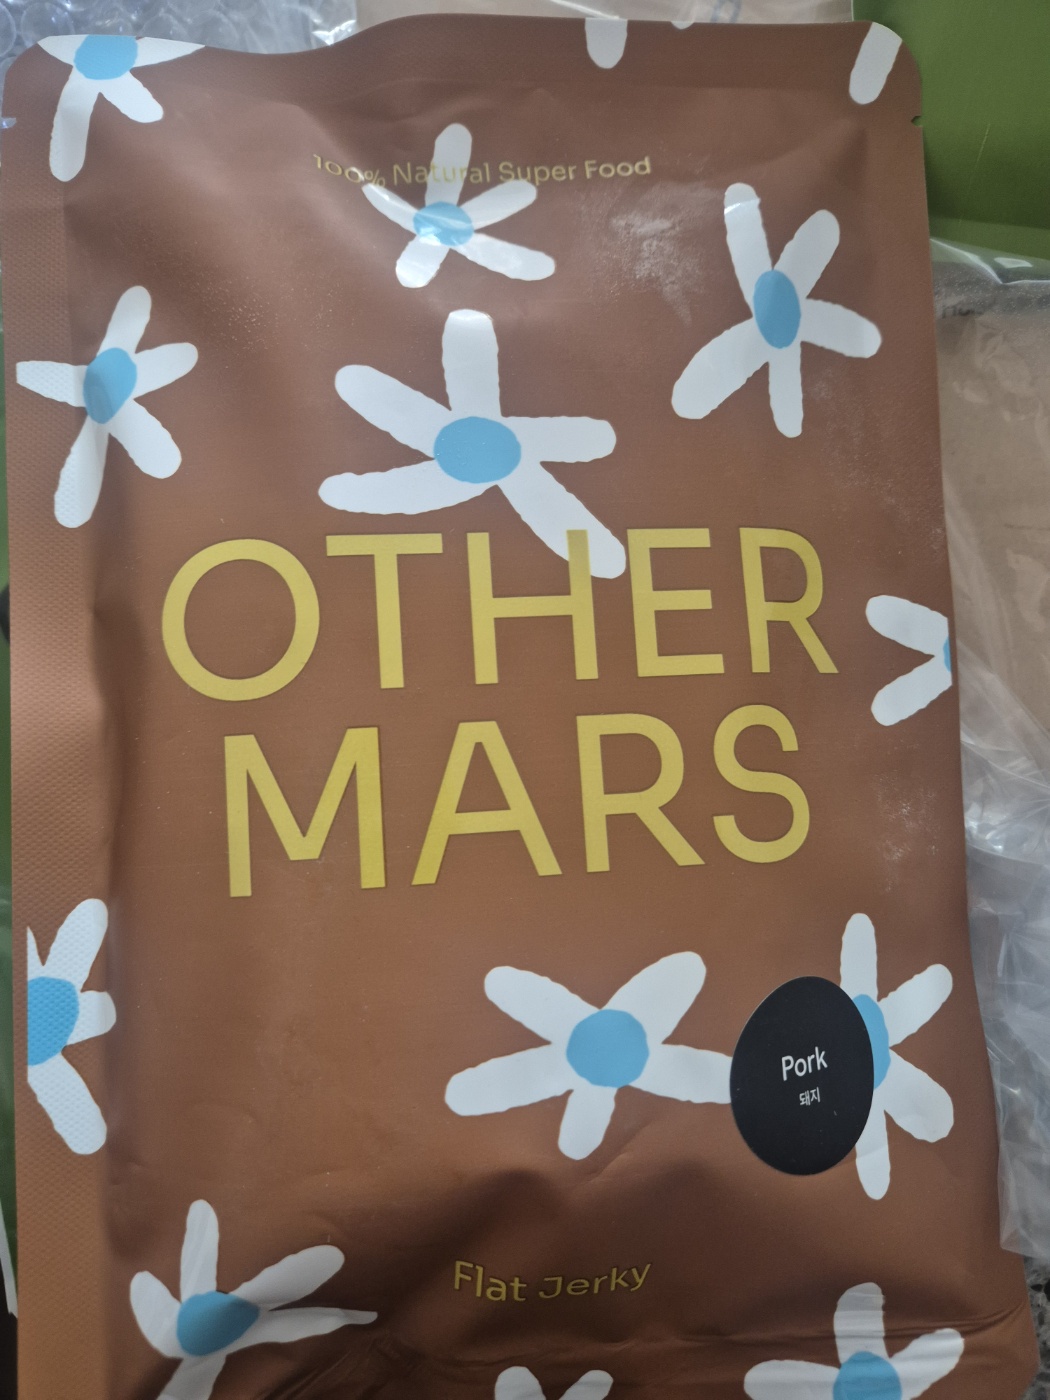 100% Natural Super Food
OTHER
MARS
Pork
돼지
Flat Jerky